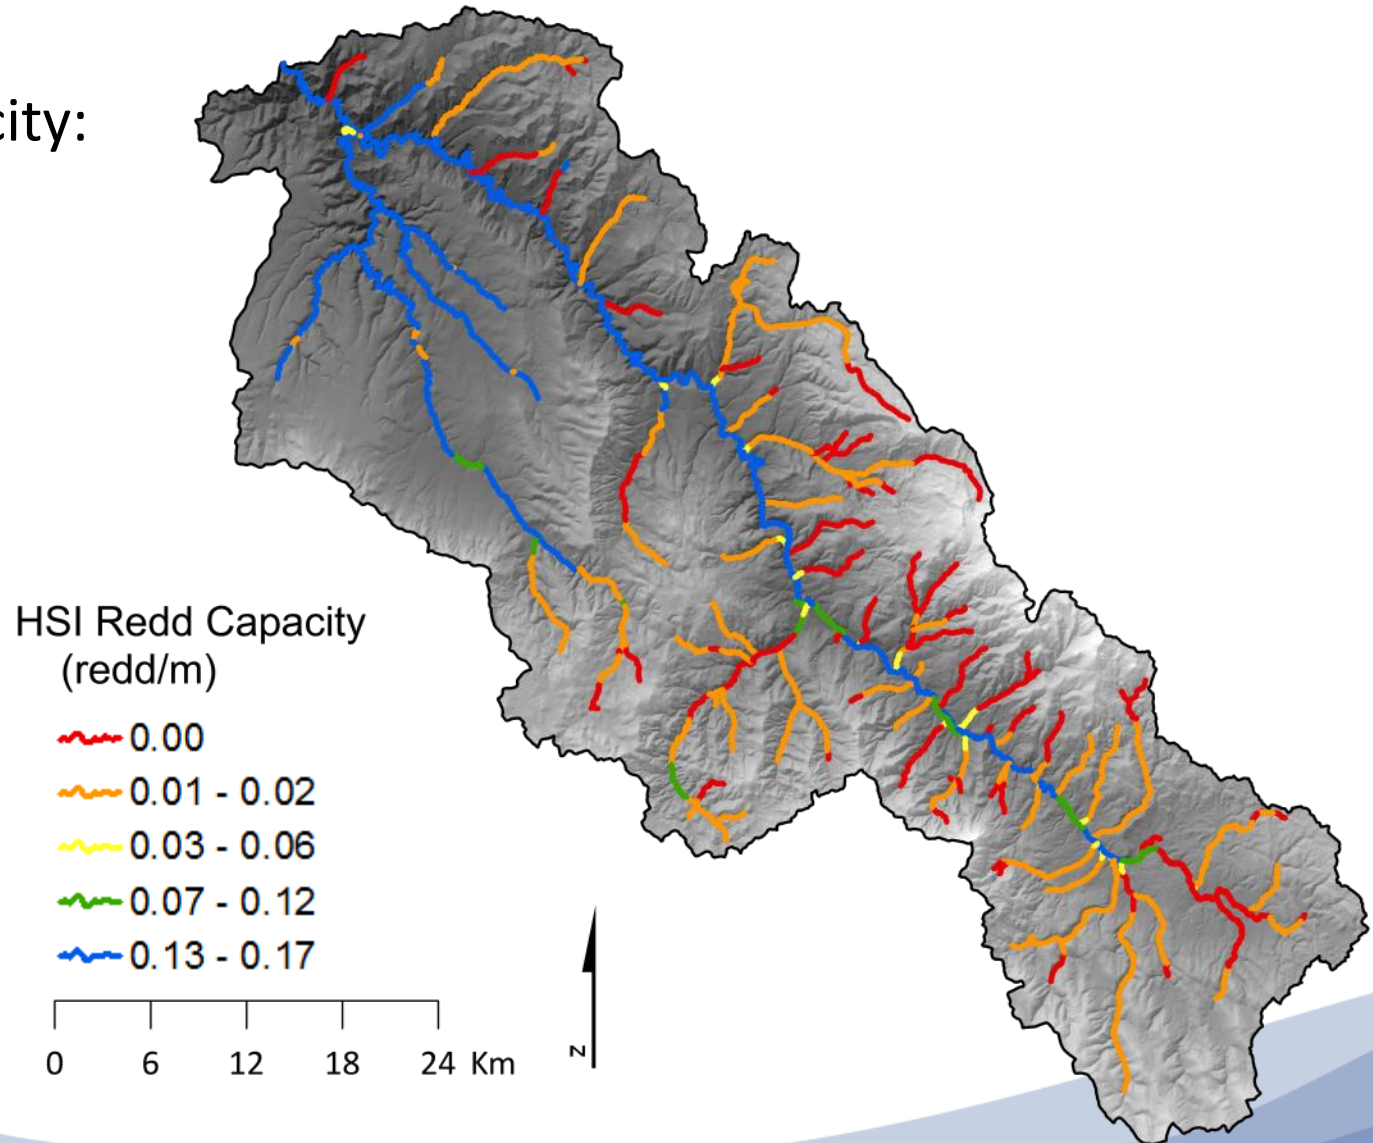 city:
HSI Redd Capacity
(redd/m)
0.00
0.01 - 0.02
0.03 - 0.06
0.07 - 0.12
0.13 - 0.17
0 6 12 18 24 Km
N